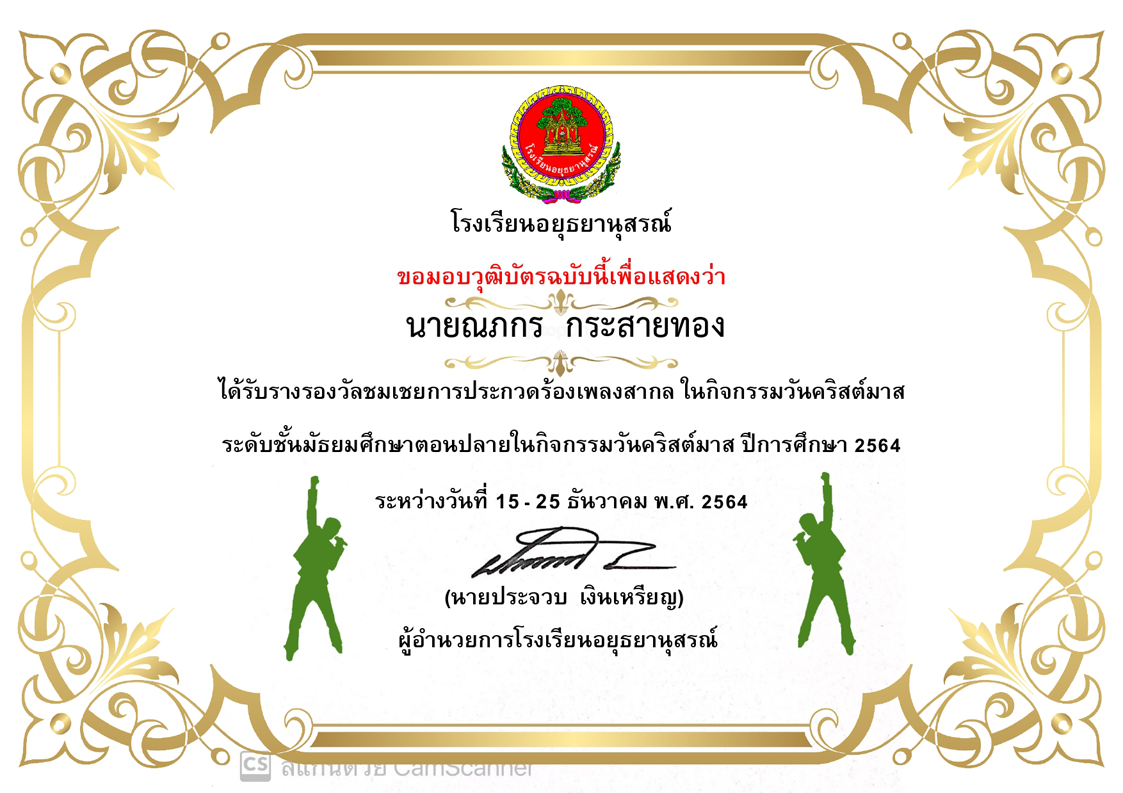 โรงเรียนอยุธยานุสรณ์
โรงเรียนอยุธยานุสรณ์
ขอมอบวุฒิบัตรฉบับนี้เพื่อแสดงว่า
นายณภกร กระสายทอง
ได้รับรางรองวัลชมเชยการประกวดร้องเพลงสากล ในกิจกรรมวันคริสต์มาส
ระดับชั้นมัธยมศึกษาตอนปลายในกิจกรรมวันคริสต์มาส ปีการศึกษา 2564
ระหว่างวันที่ 15 - 25 ธันวาคม พ.ศ. 2564
(นายประจวบ เงินเหรียญ)
ผู้อำนวยการโรงเรียนอยุธยานุสรณ์
CS สแกนด้วย CamScanner